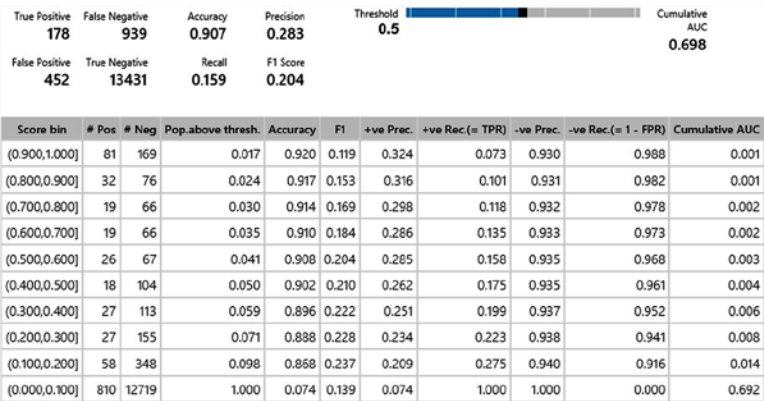 True Positive False Negative Accuracy Precision Threshold Cumulative AUC
178 939 0.907 0.283 0.5 0.698
False Positive True Negative Recall F1 Score
452 13431 0.159 0.204
Score bin # Pos # Neg Pop.above thresh. Accuracy F1 +ve Prec. +ve Rec.(= TPR) -ve Prec. -ve Rec.(= 1 - FPR) Cumulative AUC
(0.900,1.000] 81 169 0.017 0.920 0.119 0.324 0.073 0.930 0.988 0.001
(0.800,0.900] 32 76 0.024 0.917 0.153 0.316 0.101 0.931 0.982 0.001
(0.700,0.800] 19 66 0.030 0.914 0.169 0.298 0.118 0.932 0.978 0.002
(0.600,0.700] 19 66 0.035 0.910 0.184 0.286 0.135 0.933 0.973 0.002
(0.500,0.600] 26 67 0.041 0.908 0.204 0.285 0.158 0.935 0.968 0.003
(0.400,0.500] 18 104 0.050 0.902 0.210 0.262 0.175 0.935 0.961 0.004
(0.300,0.400] 27 113 0.059 0.896 0.222 0.251 0.199 0.937 0.952 0.006
(0.200,0.300] 27 155 0.071 0.888 0.228 0.234 0.223 0.938 0.941 0.008
(0.100,0.200] 58 348 0.098 0.868 0.237 0.209 0.275 0.940 0.916 0.014
(0.000,0.100] 810 12719 1.000 0.074 0.139 0.074 1.000 1.000 0.000 0.692